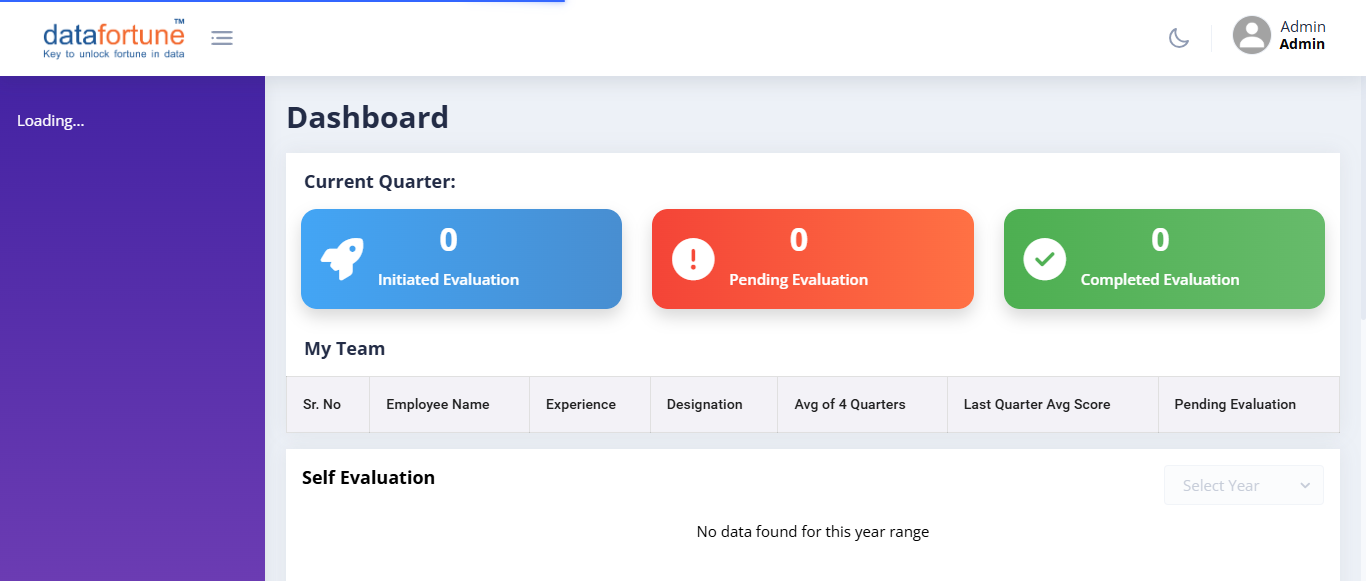 datafortune™
Key to unlock fortune in data
Admin
Admin
Loading...
Dashboard
Current Quarter:
0
Initiated Evaluation
0
Pending Evaluation
0
Completed Evaluation
My Team
Sr. No Employee Name Experience Designation Avg of 4 Quarters Last Quarter Avg Score Pending Evaluation
Self Evaluation
Select Year
No data found for this year range